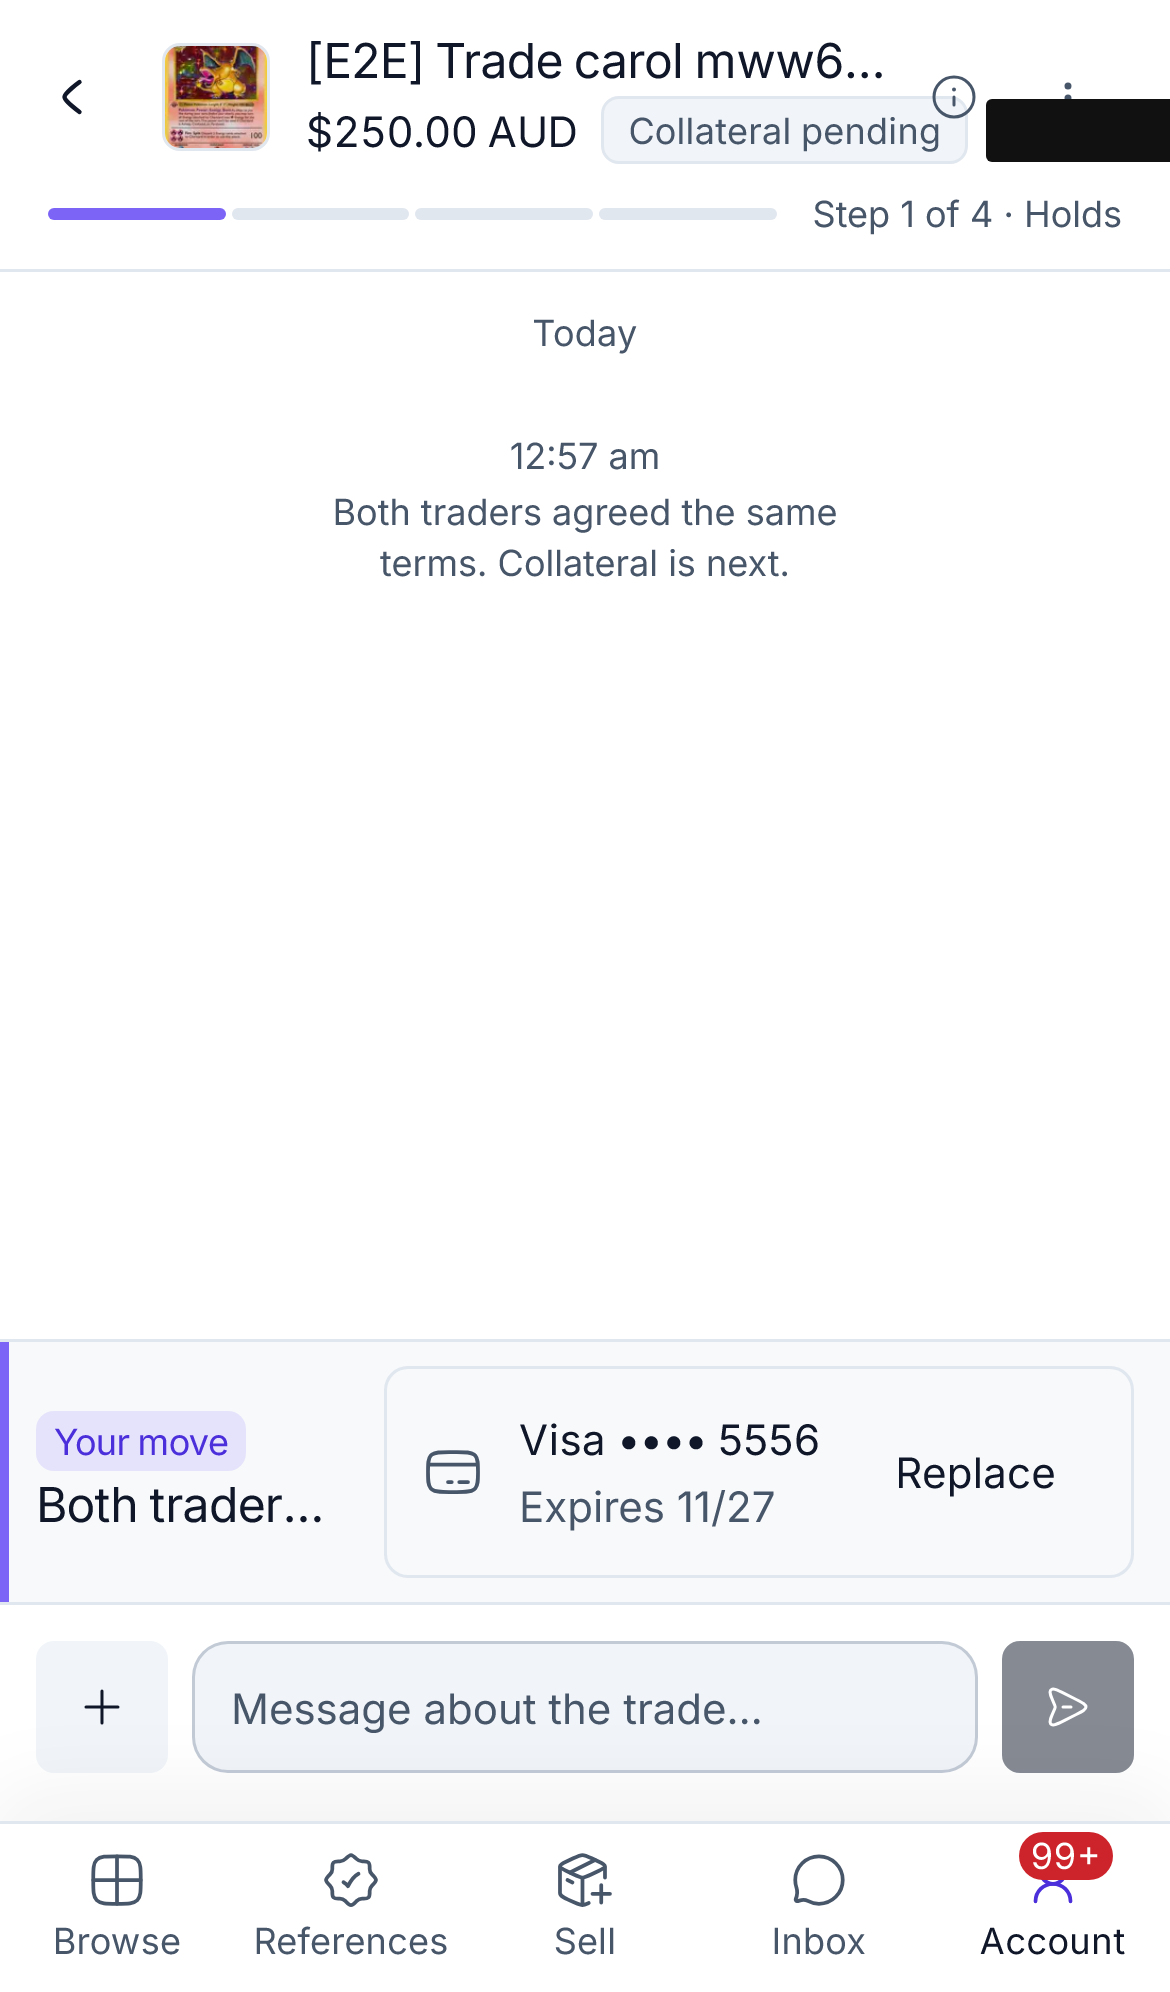 [E2E] Trade carol mww6...
$250.00 AUD
Collateral pending
Step 1 of 4 · Holds
Today
12:57 am
Both traders agreed the same
terms. Collateral is next.
Your move
Both trader...
Visa •••• 5556
Expires 11/27
Replace
Message about the trade...
99+
Browse
References
Sell
Inbox
Account